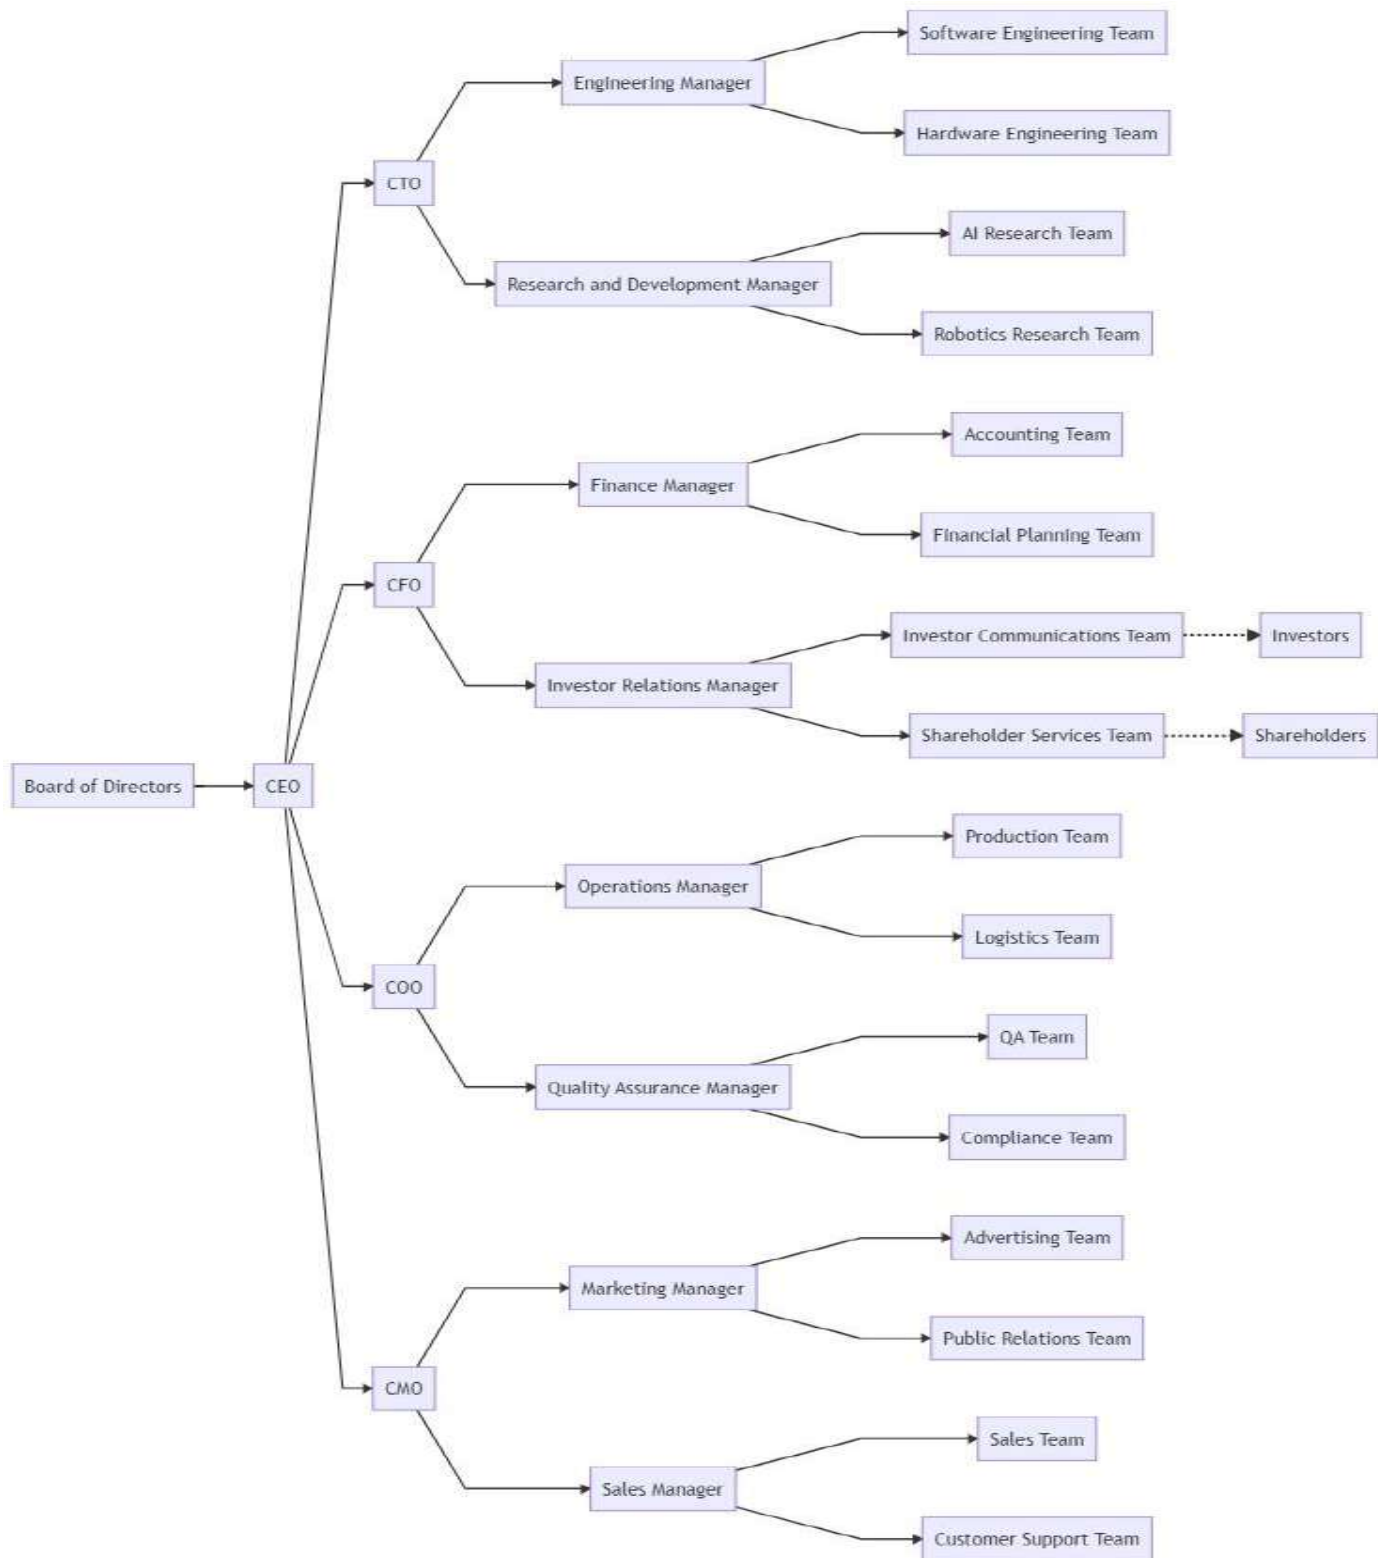 Software Engineering Team
Engineering Manager
Hardware Engineering Team
CTO
AI Research Team
Research and Development Manager
Robotics Research Team
Accounting Team
Finance Manager
Financial Planning Team
CFO
Investor Communications Team
Investors
Investor Relations Manager
Shareholder Services Team
Shareholders
Board of Directors
CEO
Production Team
Operations Manager
Logistics Team
COO
QA Team
Quality Assurance Manager
Compliance Team
Advertising Team
Marketing Manager
Public Relations Team
CMO
Sales Team
Sales Manager
Customer Support Team